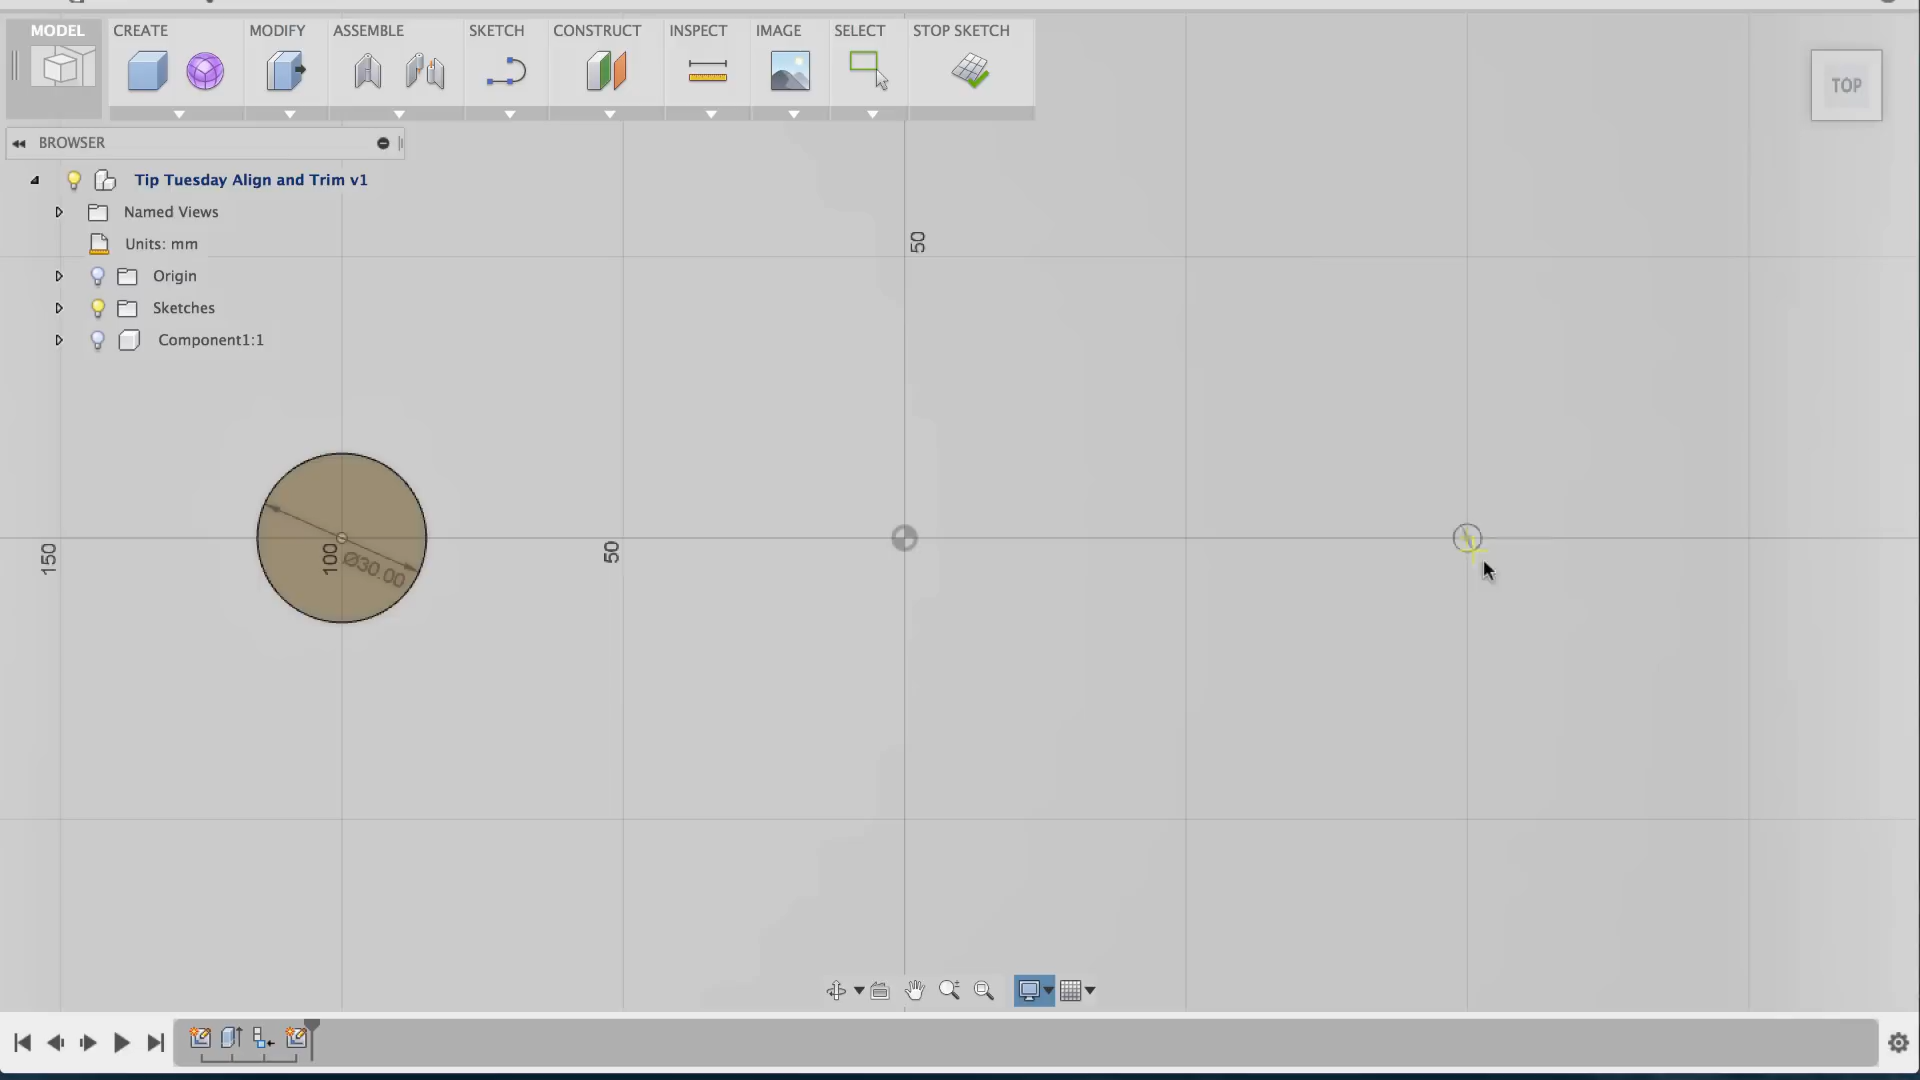 MODEL
CREATE
MODIFY
ASSEMBLE
SKETCH
CONSTRUCT
INSPECT
IMAGE
SELECT
STOP SKETCH
TOP
BROWSER
Tip Tuesday Align and Trim v1
Named Views
Units: mm
Origin
Sketches
Component1:1
50
150
100
Ø30.00
50